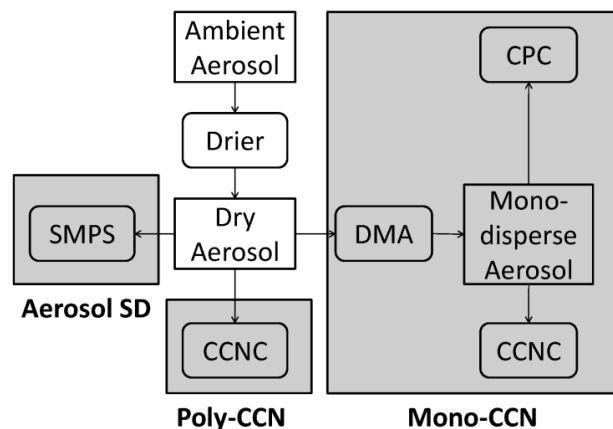 Ambient
Aerosol
CPC
Drier
SMPS
Dry
Aerosol
DMA
Mono-
disperse
Aerosol
Aerosol SD
CCNC
CCNC
Poly-CCN
Mono-CCN